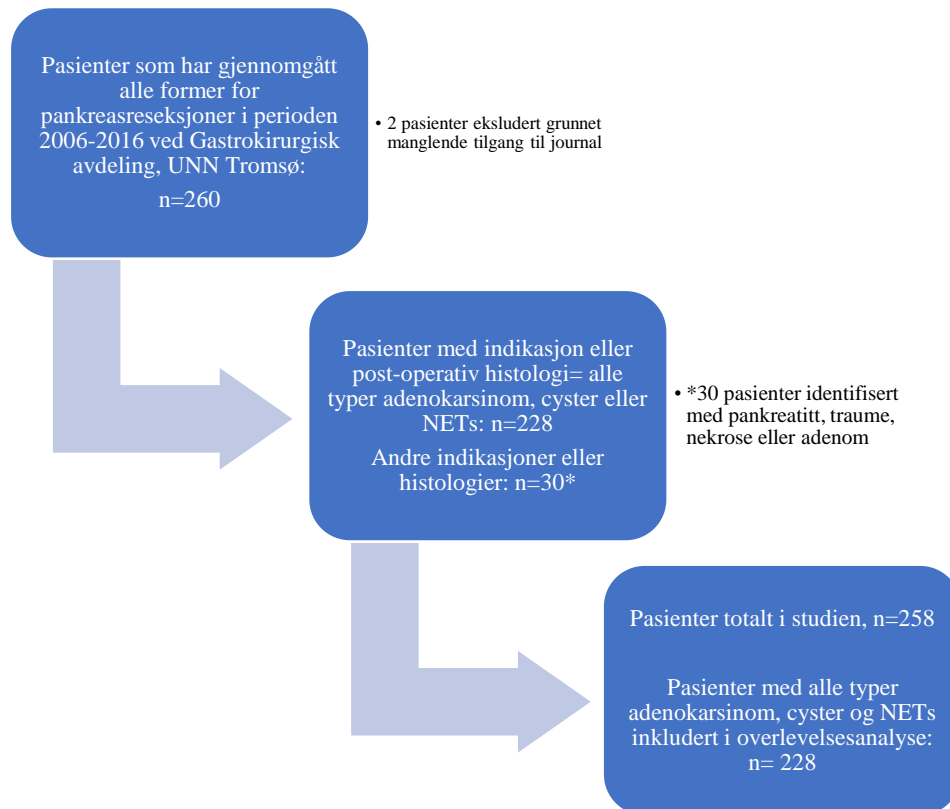 Pasienter som har gjennomgått
alle former for
pankreasreseksjoner i perioden
2006-2016 ved Gastrokirurgisk
avdeling, UNN Tromsø:
n=260
• 2 pasienter eksludert grunnet
manglende tilgang til journal
Pasienter med indikasjon eller
post-operativ histologi= alle
typer adenokarsinom, cyster eller
NETs: n=228
Andre indikasjoner eller
histologier: n=30*
• *30 pasienter identifisert
med pankreatitt, traume,
nekrose eller adenom
Pasienter totalt i studien, n=258
Pasienter med alle typer
adenokarsinom, cyster og NETs
inkludert i overlevelsesanalyse:
n= 228